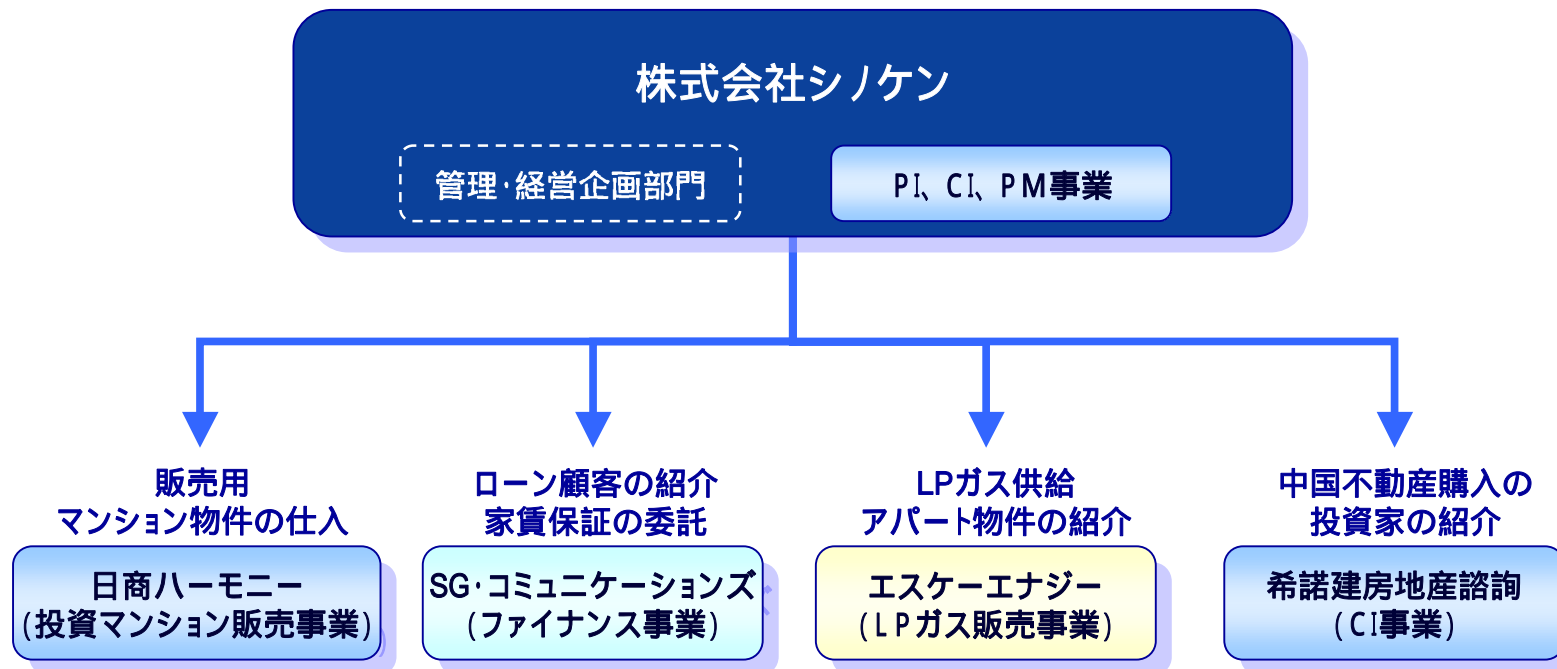 株式会社シノケン
管理・経営企画部門
PI、CI、PM事業
販売用
マンション物件の仕入
ローン顧客の紹介
家賃保証の委託
LPガス供給
アパート物件の紹介
中国不動産購入の
投資家の紹介
日商ハーモニー
(投資マンション販売事業)
SG・コミュニケーションズ
(ファイナンス事業)
エスケーエナジー
(LPガス販売事業)
希諾建房地産諮詢
(CI事業)